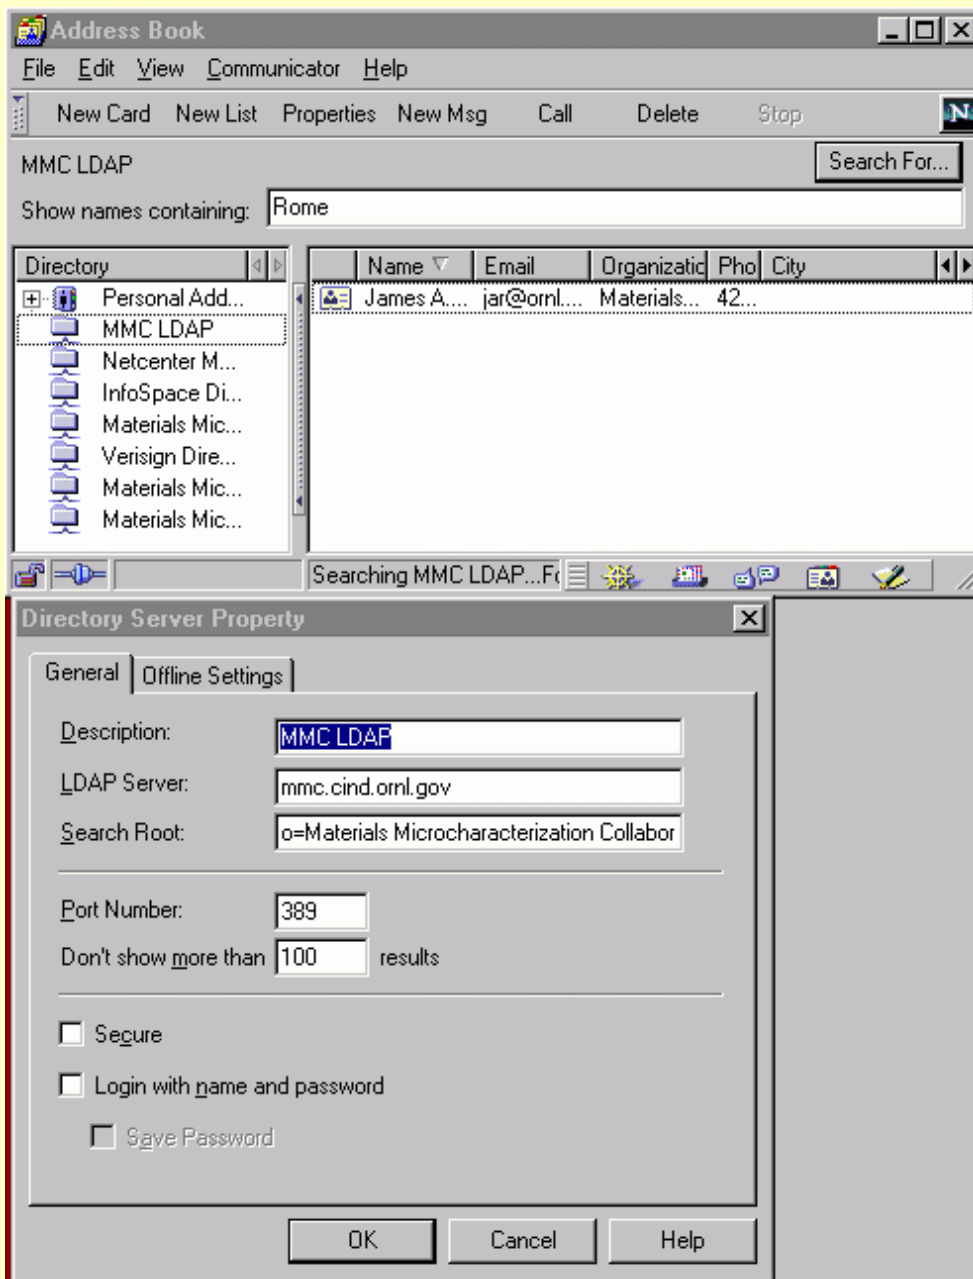 Address Book
File Edit View Communicator Help
New Card New List Properties New Msg Call Delete Stop N
MMC LDAP Search For...
Show names containing: Rome
Directory Name Email Organizatic Pho City
Personal Add... James A.... jar@ornl.... Materials... 42...
MMC LDAP
Netcenter M...
InfoSpace Di...
Materials Mic...
Verisign Dire...
Materials Mic...
Materials Mic...
Searching MMC LDAP...Fo
Directory Server Property
General Offline Settings
Description: MMC LDAP
LDAP Server: mmc.cind.ornl.gov
Search Root: o=Materials Microcharacterization Collabor
Port Number: 389
Don't show more than 100 results
Secure
Login with name and password
Save Password
OK Cancel Help